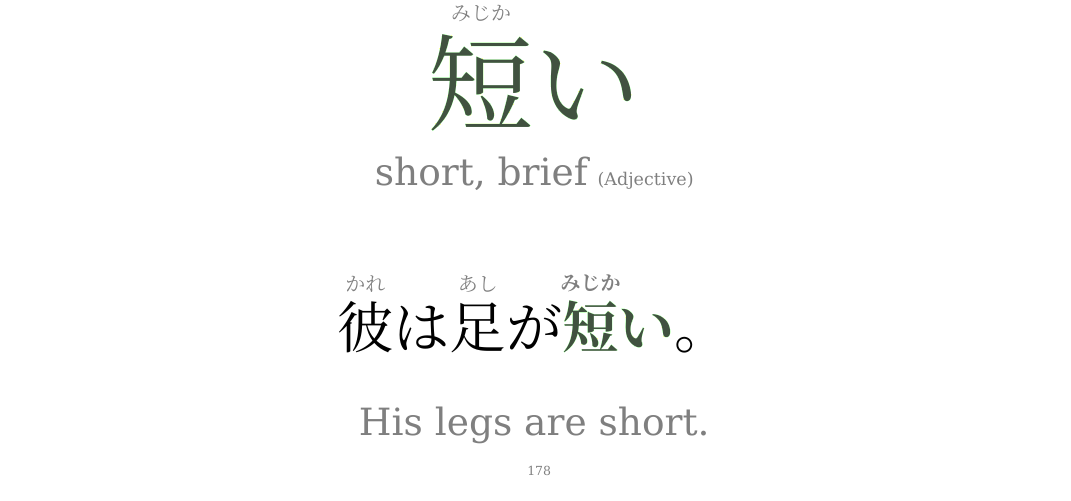 みじか
短い
short, brief (Adjective)
かれ あし みじか
彼は足が短い。
His legs are short.
178